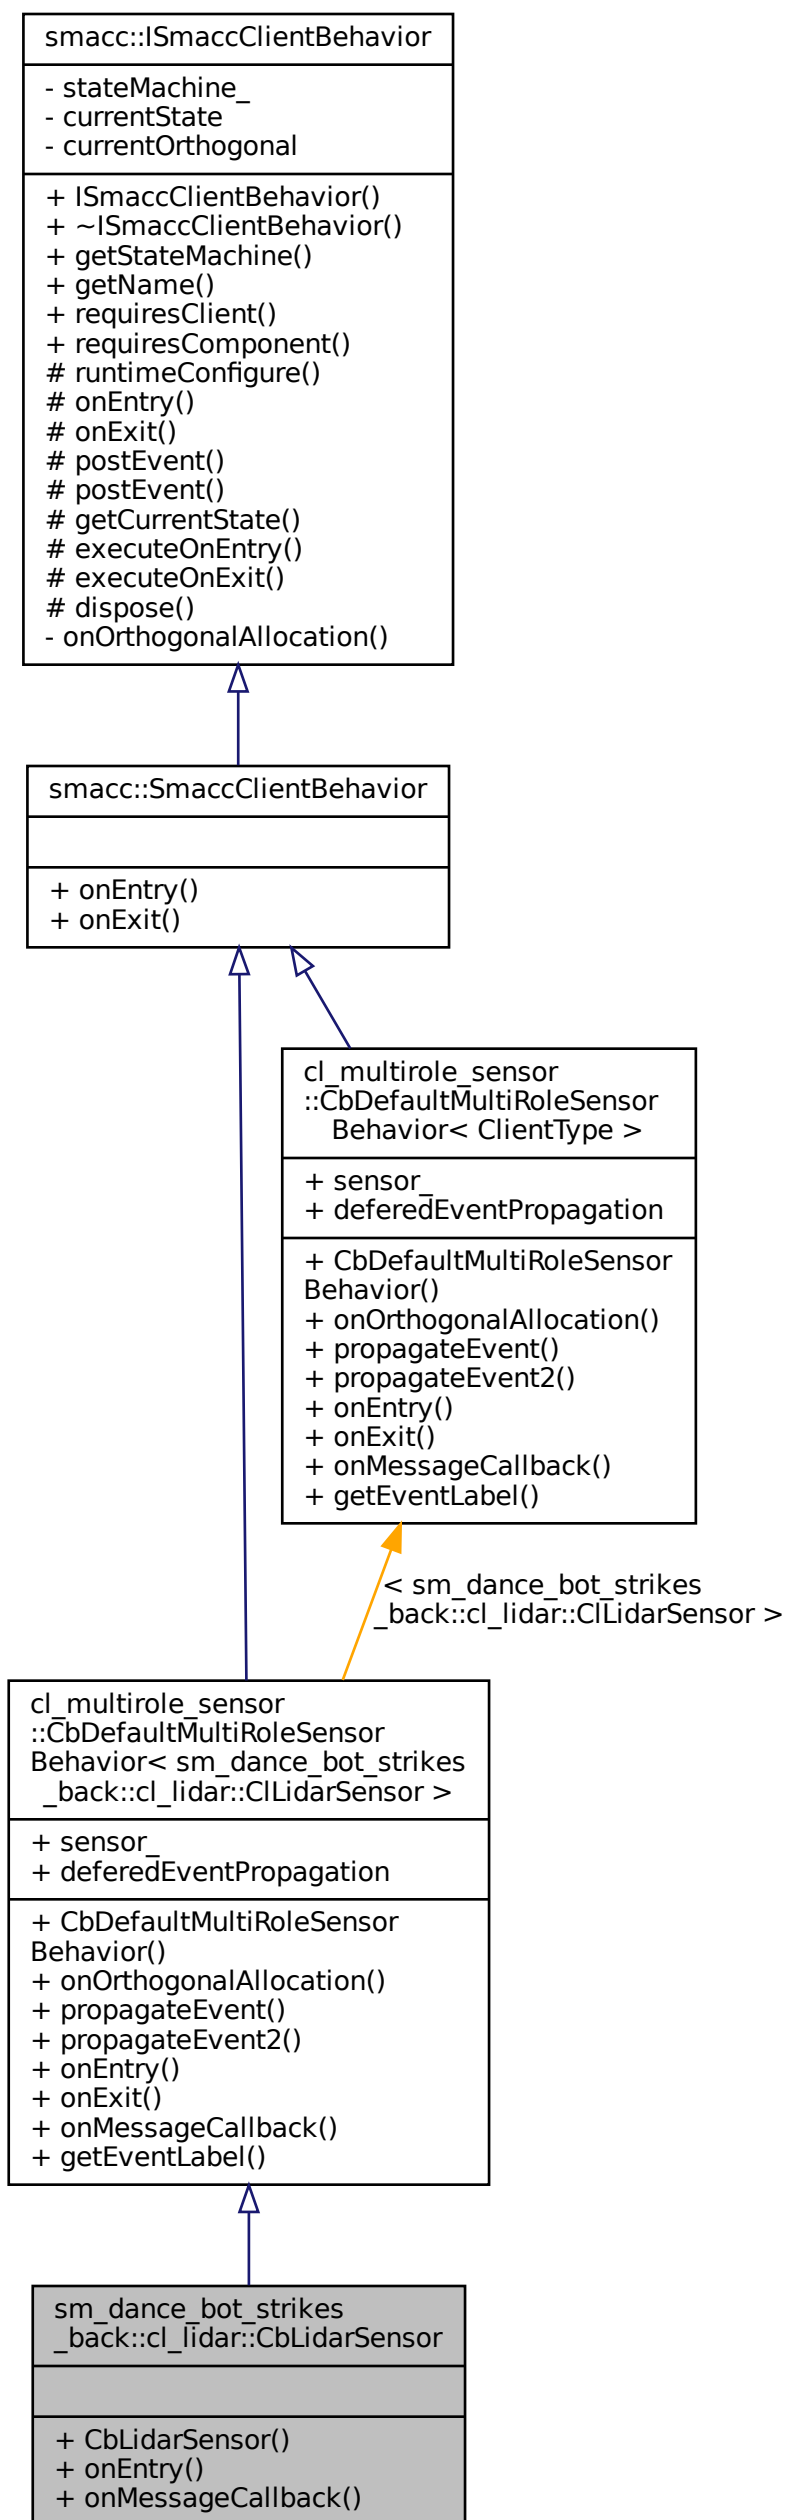 smacc::ISmaccClientBehavior
- stateMachine_
- currentState
- currentOrthogonal
+ ISmaccClientBehavior()
+ ~ISmaccClientBehavior()
+ getStateMachine()
+ getName()
+ requiresClient()
+ requiresComponent()
# runtimeConfigure()
# onEntry()
# onExit()
# postEvent()
# postEvent()
# getCurrentState()
# executeOnEntry()
# executeOnExit()
# dispose()
- onOrthogonalAllocation()
smacc::SmaccClientBehavior
+ onEntry()
+ onExit()
cl_multirole_sensor
::CbDefaultMultiRoleSensor
Behavior< ClientType >
+ sensor_
+ deferedEventPropagation
+ CbDefaultMultiRoleSensor
Behavior()
+ onOrthogonalAllocation()
+ propagateEvent()
+ propagateEvent2()
+ onEntry()
+ onExit()
+ onMessageCallback()
+ getEventLabel()
< sm_dance_bot_strikes
_back::cl_lidar::ClLidarSensor >
cl_multirole_sensor
::CbDefaultMultiRoleSensor
Behavior< sm_dance_bot_strikes
_back::cl_lidar::ClLidarSensor >
+ sensor_
+ deferedEventPropagation
+ CbDefaultMultiRoleSensor
Behavior()
+ onOrthogonalAllocation()
+ propagateEvent()
+ propagateEvent2()
+ onEntry()
+ onExit()
+ onMessageCallback()
+ getEventLabel()
sm_dance_bot_strikes
_back::cl_lidar::CbLidarSensor
+ CbLidarSensor()
+ onEntry()
+ onMessageCallback()